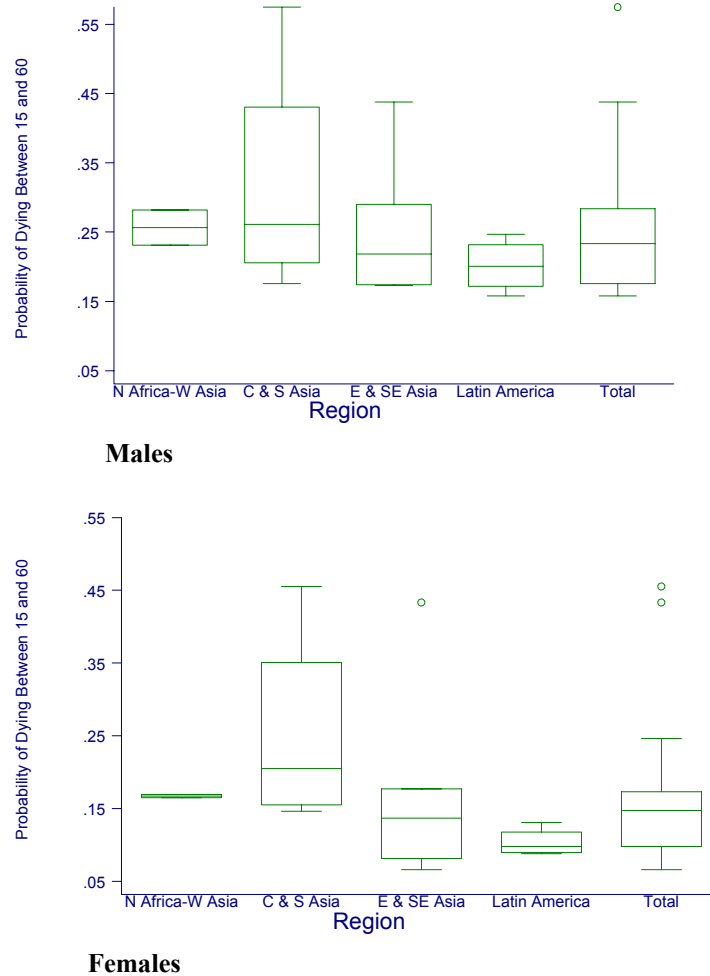 Probability of Dying Between 15 and 60
.55
.45
.35
.25
.15
.05
N Africa-W Asia C & S Asia E & SE Asia Latin America Total
Region
Males
Probability of Dying Between 15 and 60
.55
.45
.35
.25
.15
.05
N Africa-W Asia C & S Asia E & SE Asia Latin America Total
Region
Females